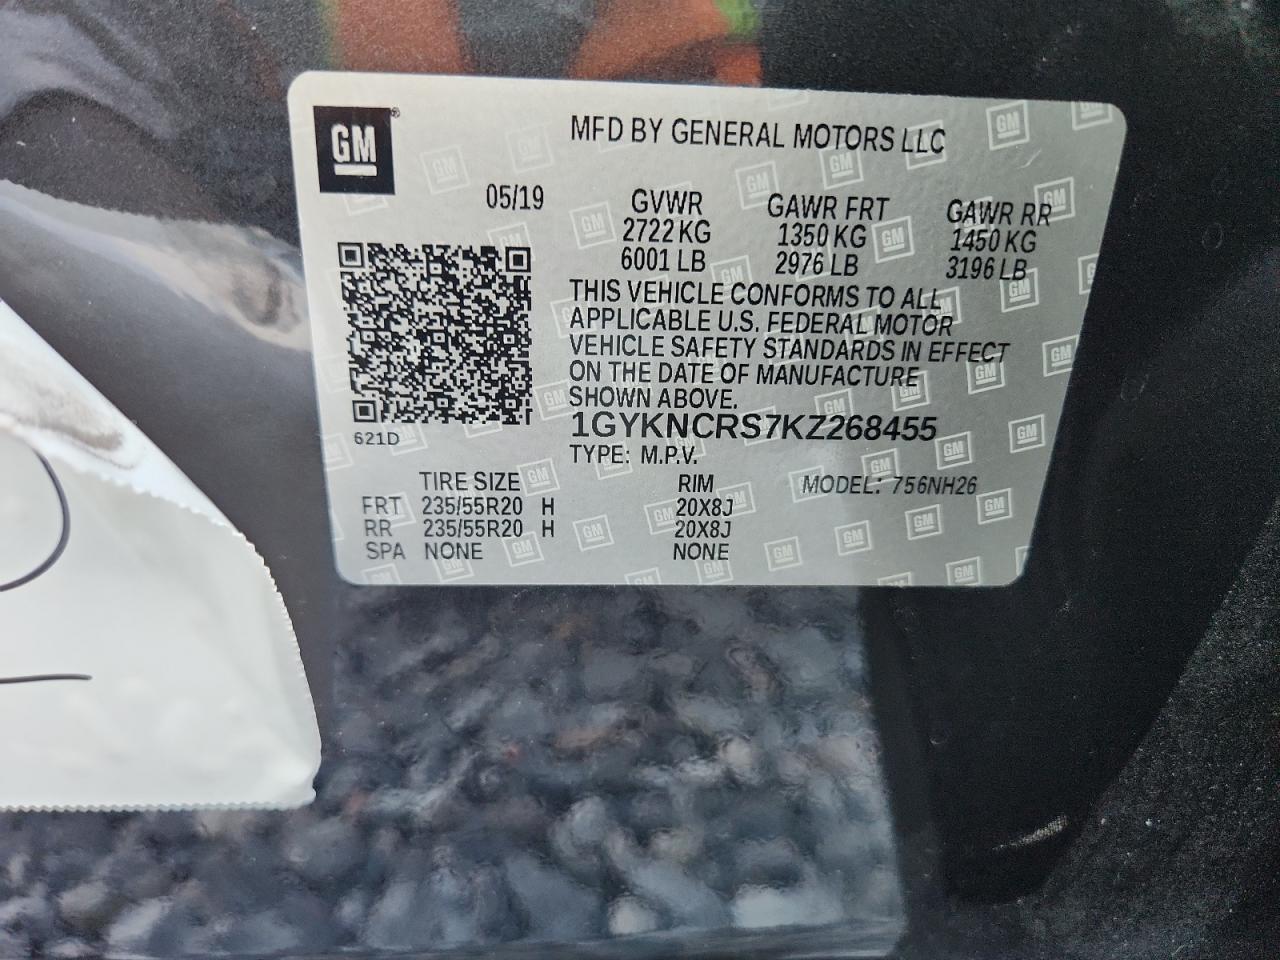 GM
MFD BY GENERAL MOTORS LLC
05/19 GVWR GAWR FRT GAWR RR
2722 KG 1350 KG 1450 KG
6001 LB 2976 LB 3196 LB
THIS VEHICLE CONFORMS TO ALL
APPLICABLE U.S. FEDERAL MOTOR
VEHICLE SAFETY STANDARDS IN EFFECT
ON THE DATE OF MANUFACTURE
SHOWN ABOVE.
1GYKNCRS7KZ268455
621D
TYPE: M.P.V.
TIRE SIZE RIM MODEL: 756NH26
FRT 235/55R20 H 20X8J
RR 235/55R20 H 20X8J
SPA NONE NONE